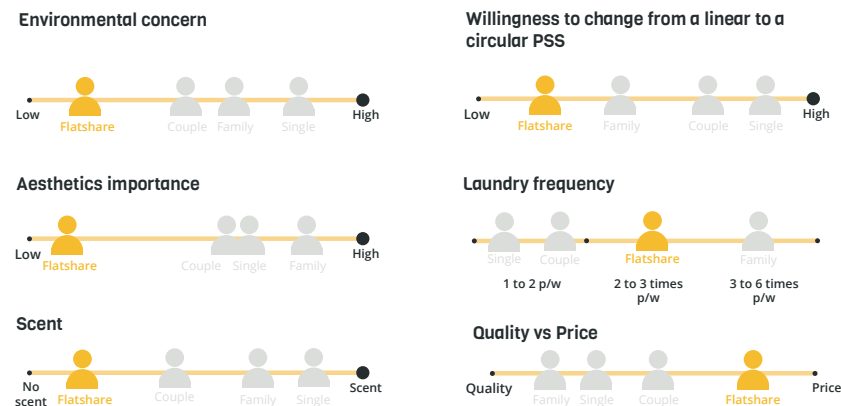 Environmental concern
Low
High
Flatshare
Couple
Family
Single
Willingness to change from a linear to a
circular PSS
Low
High
Flatshare
Family
Couple
Single
Aesthetics importance
Low
High
Flatshare
Couple
Single
Family
Laundry frequency
Single
Couple
Flatshare
Family
1 to 2 p/w
2 to 3 times
p/w
3 to 6 times
p/w
Scent
No
scent
Scent
Flatshare
Couple
Family
Single
Quality vs Price
Quality
Price
Family
Single
Couple
Flatshare